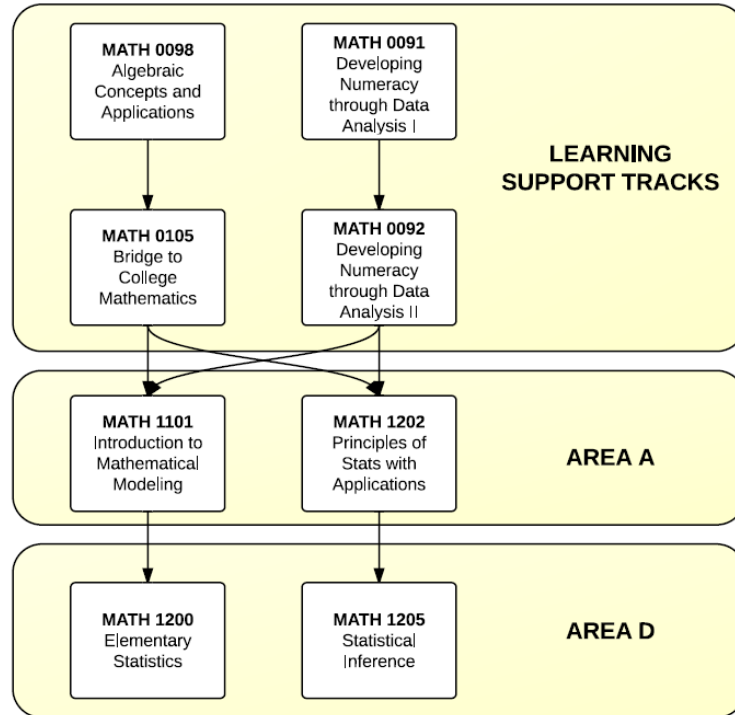 MATH 0098
Algebraic
Concepts and
Applications
MATH 0091
Developing
Numeracy
through Data
Analysis I
LEARNING
SUPPORT TRACKS
MATH 0105
Bridge to
College
Mathematics
MATH 0092
Developing
Numeracy
through Data
Analysis II
MATH 1101
Introduction to
Mathematical
Modeling
MATH 1202
Principles of
Stats with
Applications
AREA A
MATH 1200
Elementary
Statistics
MATH 1205
Statistical
Inference
AREA D